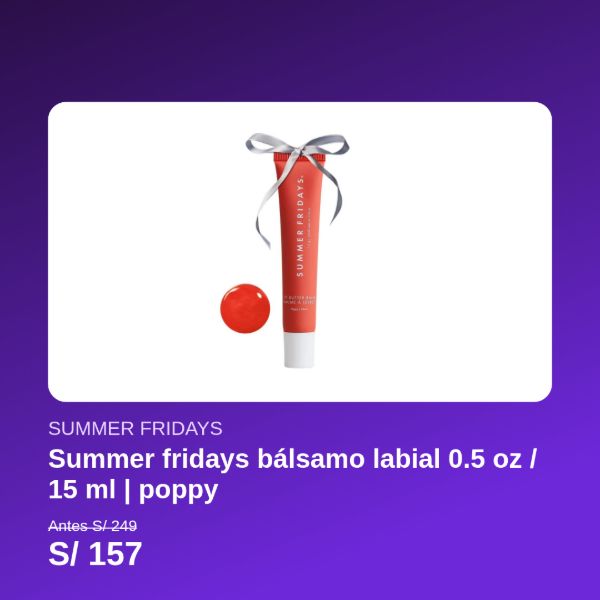 SUMMER FRIDAYS
SUMMER FRIDAYS
Summer fridays bálsamo labial 0.5 oz /
15 ml | poppy
Antes S/ 249
S/ 157